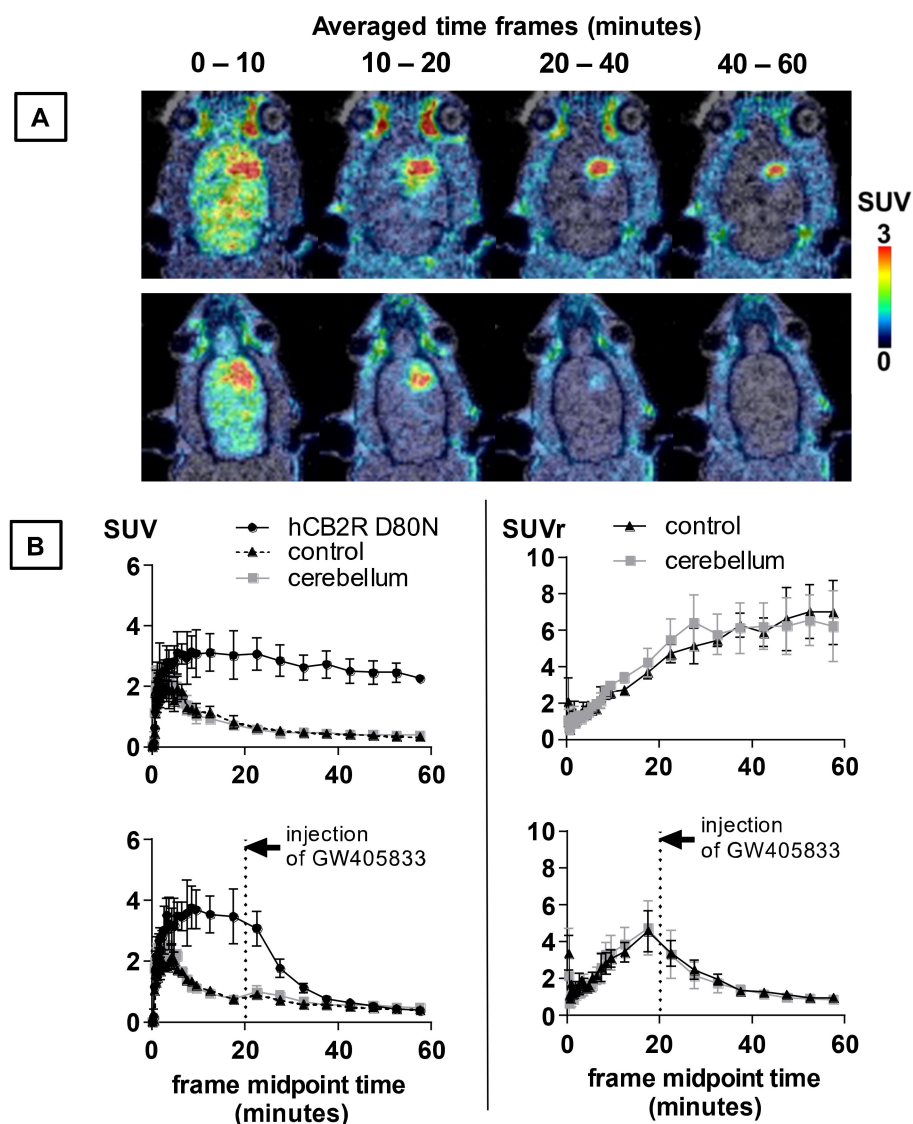 Averaged time frames (minutes)
0 – 10 10 – 20 20 – 40 40 – 60
A
SUV
3
0
B
SUV
hCB2R D80N
control
cerebellum
6
4
2
0
0 20 40 60
SUVr
control
cerebellum
10
8
6
4
2
0
0 20 40 60
injection
of GW405833
6
4
2
0
0 20 40 60
frame midpoint time
(minutes)
injection
of GW405833
10
8
6
4
2
0
0 20 40 60
frame midpoint time
(minutes)